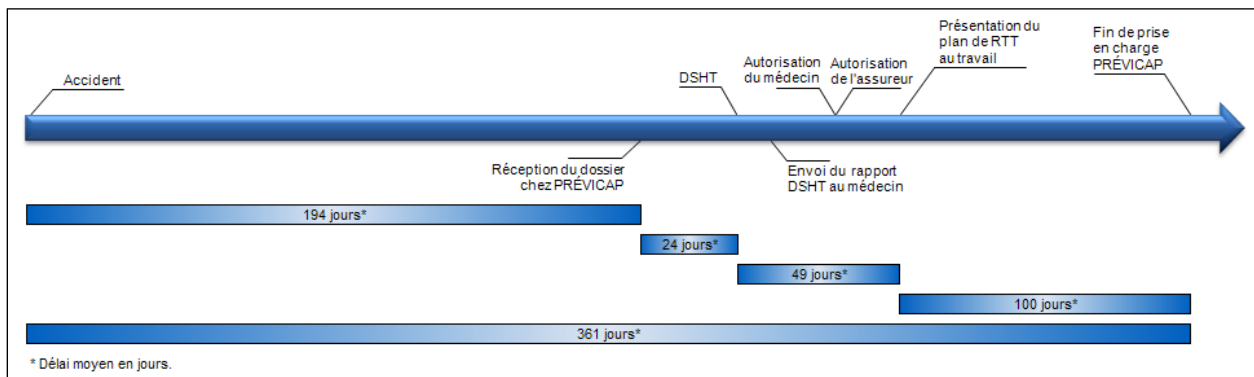 Accident
DSHT
Autorisation
du médecin
Autorisation
de l'assureur
Présentation du
plan de RTT
au travail
Fin de prise
en charge
PRÉVICAP
Réception du dossier
chez PRÉVICAP
Envoi du rapport
DSHT au médecin
194 jours*
24 jours*
49 jours*
100 jours*
361 jours*
* Délai moyen en jours.